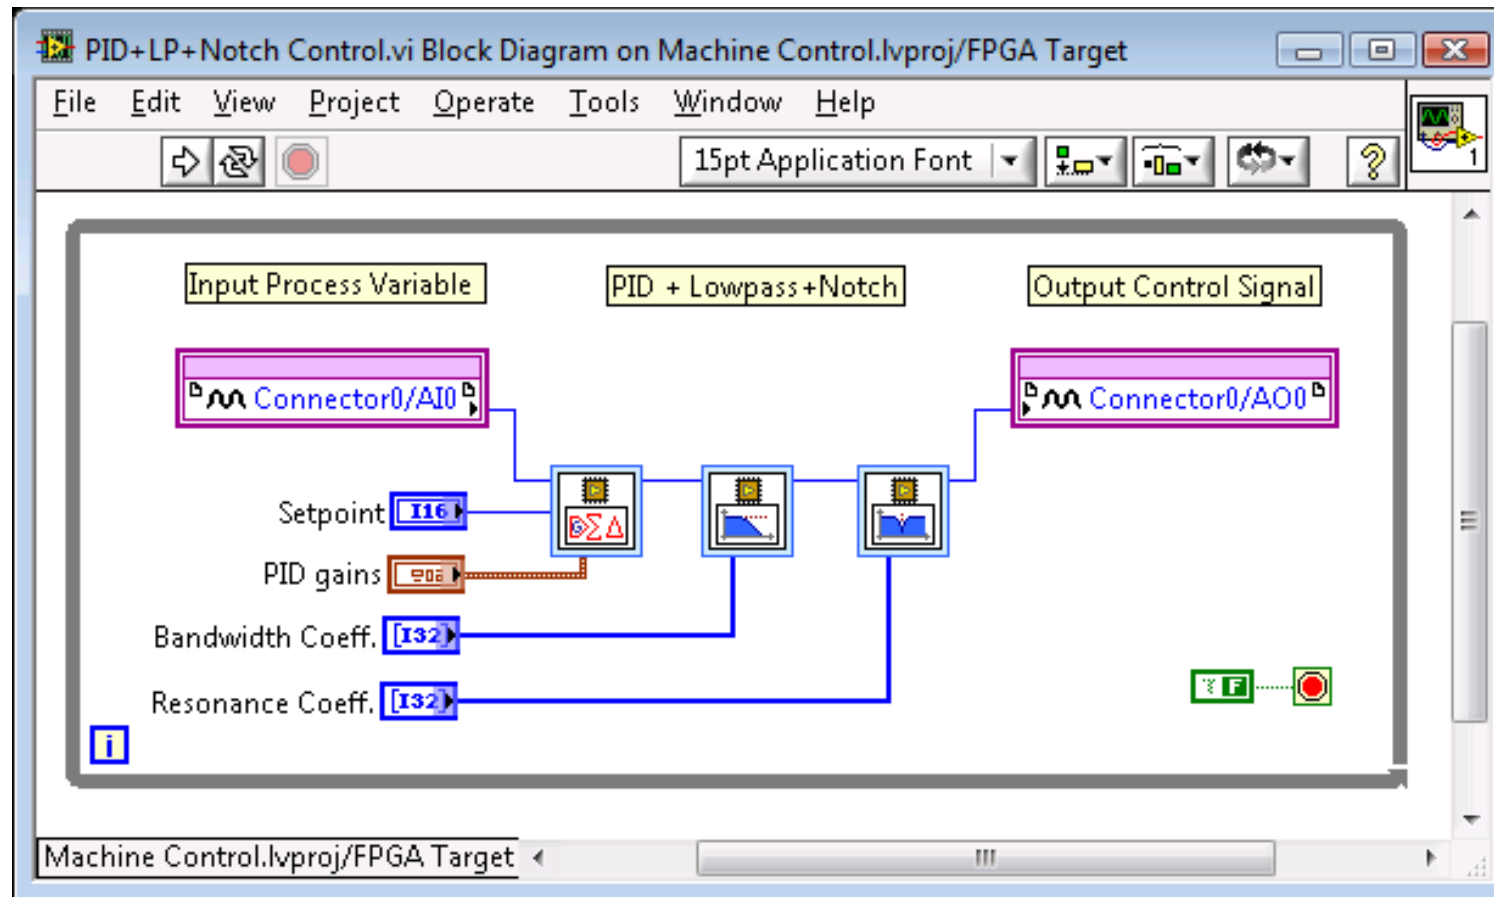 PID+LP+Notch Control.vi Block Diagram on Machine Control.lvproj/FPGA Target
File Edit View Project Operate Tools Window Help
15pt Application Font
1
Input Process Variable
PID + Lowpass+Notch
Output Control Signal
Connector0/AI0
Connector0/AO0
Setpoint I16
PID gains
Bandwidth Coeff. [I32]
Resonance Coeff. [I32]
F
i
Machine Control.lvproj/FPGA Target